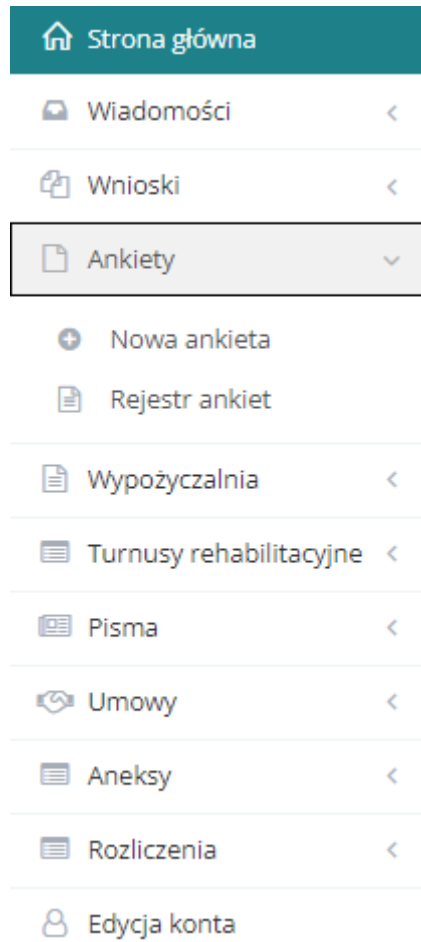 Strona główna
Wiadomości
Wnioski
Ankiety
Nowa ankieta
Rejestr ankiet
Wypożyczalnia
Turnusy rehabilitacyjne
Pisma
Umowy
Aneksy
Rozliczenia
Edycja konta